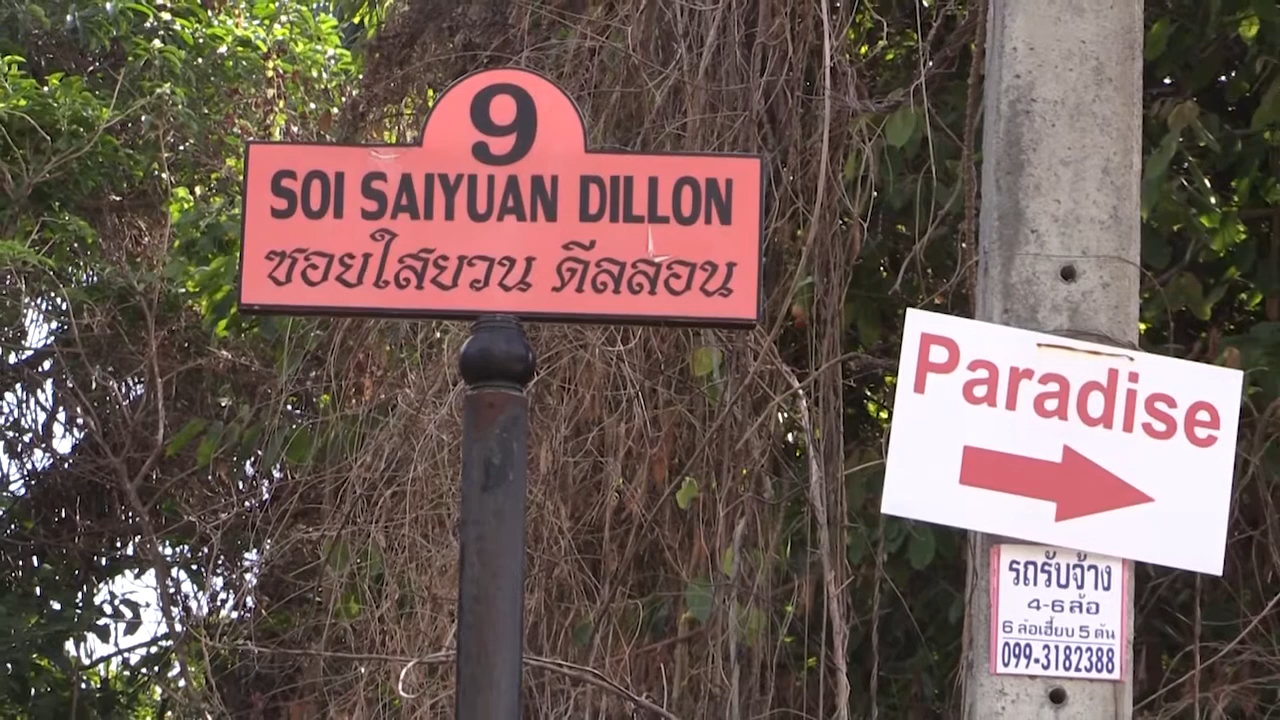 9
SOI SAIYUAN DILLON
ซอยใสยวน ดีลลอน
Paradise
รถรับจ้าง
4-6 ล้อ
6 ล้อเฮี๊ยบ 5 ตัน
099-3182388